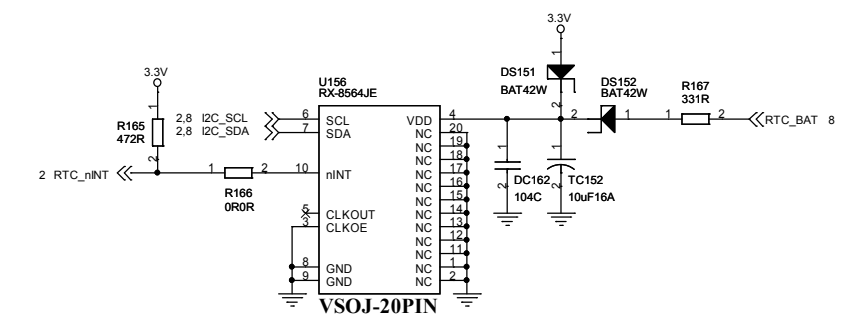 3.3V
DS151
BAT42W
1
2
3.3V
1
R165
472R
2
2,8 I2C_SCL
2,8 I2C_SDA
2 RTC_nINT
1 2
R166
0R0R
U156
RX-8564JE
6 SCL
7 SDA
10 nINT
5 CLKOUT
3 CLKOE
8 GND
9 GND
VDD 4
NC 20
NC 19
NC 18
NC 17
NC 16
NC 15
NC 14
NC 13
NC 12
NC 11
NC 1
NC 2
VSOJ-20PIN
DS152
BAT42W
2 1
R167
331R
1 2
RTC_BAT 8
1
DC162
2
104C
1
TC152
2
10uF16A